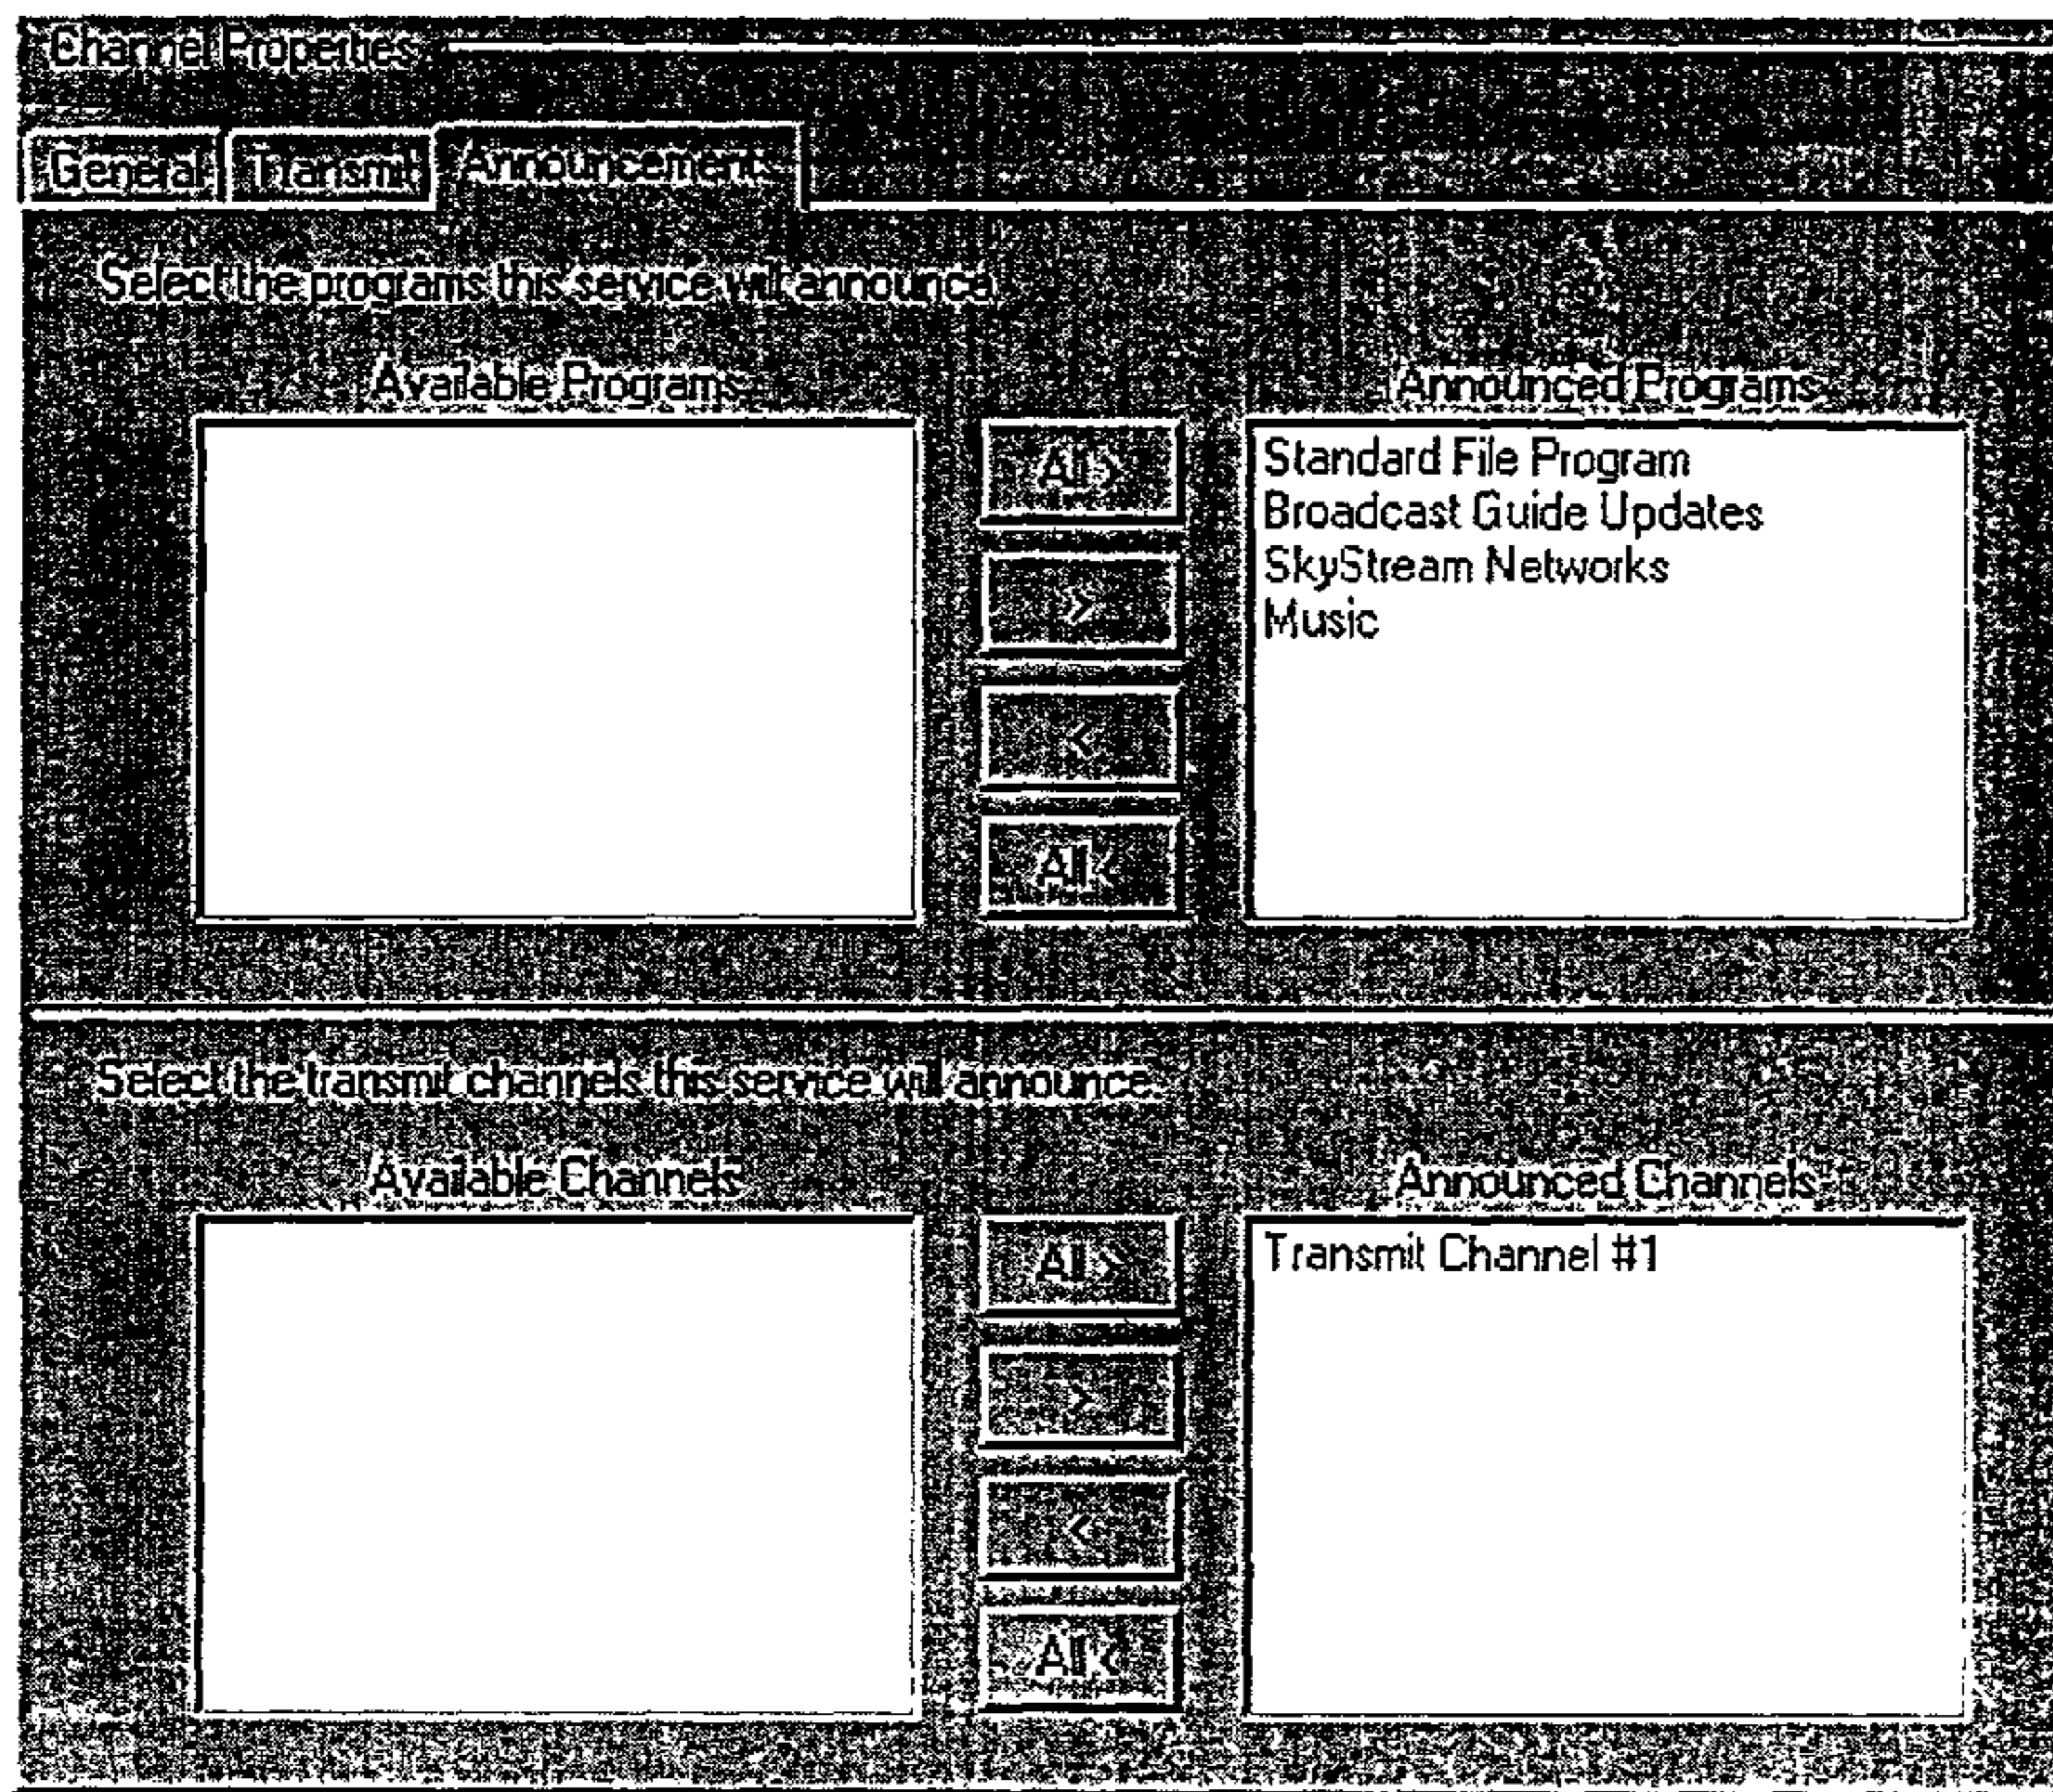 Channel Properties
General Transmit Announcements
Select the programs this service will announce.
Available Programs Announced Programs
All > Standard File Program
Broadcast Guide Updates
> SkyStream Networks
Music
<
All <
Select the transmit channels this service will announce.
Available Channels Announced Channels
All > Transmit Channel #1
>
<
All <